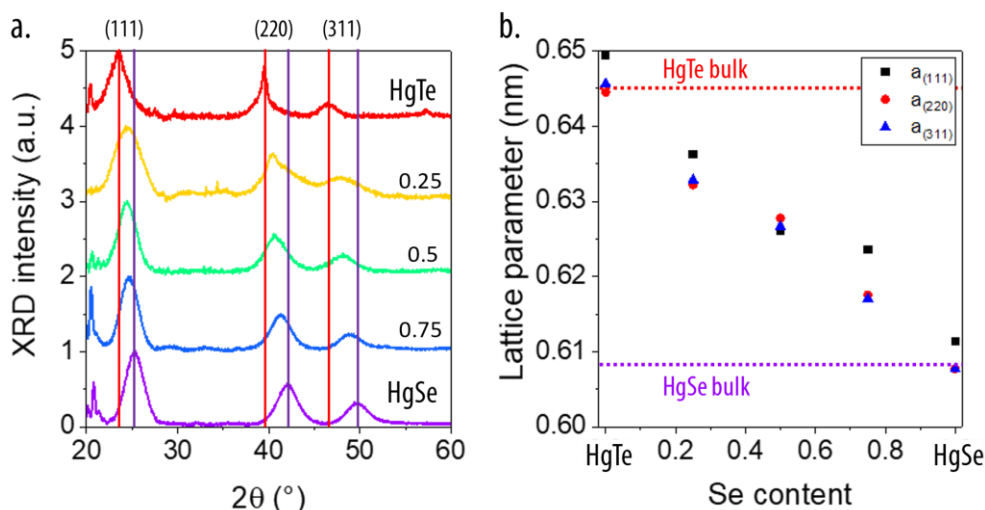 a.
(111)
(220)
(311)
XRD intensity (a.u.)
5
4
3
2
1
0
HgTe
0.25
0.5
0.75
HgSe
20
30
40
50
60
2θ (°)
b.
Lattice parameter (nm)
0.65
0.64
0.63
0.62
0.61
0.60
HgTe bulk
a(111)
a(220)
a(311)
HgSe bulk
HgTe
0.2
0.4
0.6
0.8
HgSe
Se content